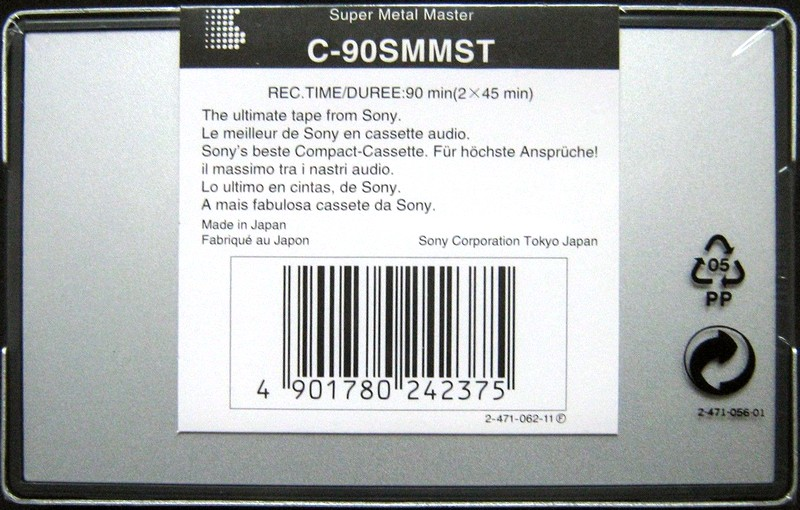 Super Metal Master
C-90SMMST
REC.TIME/DUREE:90 min(2×45 min)
The ultimate tape from Sony.
Le meilleur de Sony en cassette audio.
Sony's beste Compact-Cassette. Für höchste Ansprüche!
il massimo tra i nastri audio.
Lo ultimo en cintas, de Sony.
A mais fabulosa cassete da Sony.
Made in Japan
Fabriqué au Japon
Sony Corporation Tokyo Japan
4 901780 242375
2-471-062-11 Ⓕ
05
PP
2-471-056-01